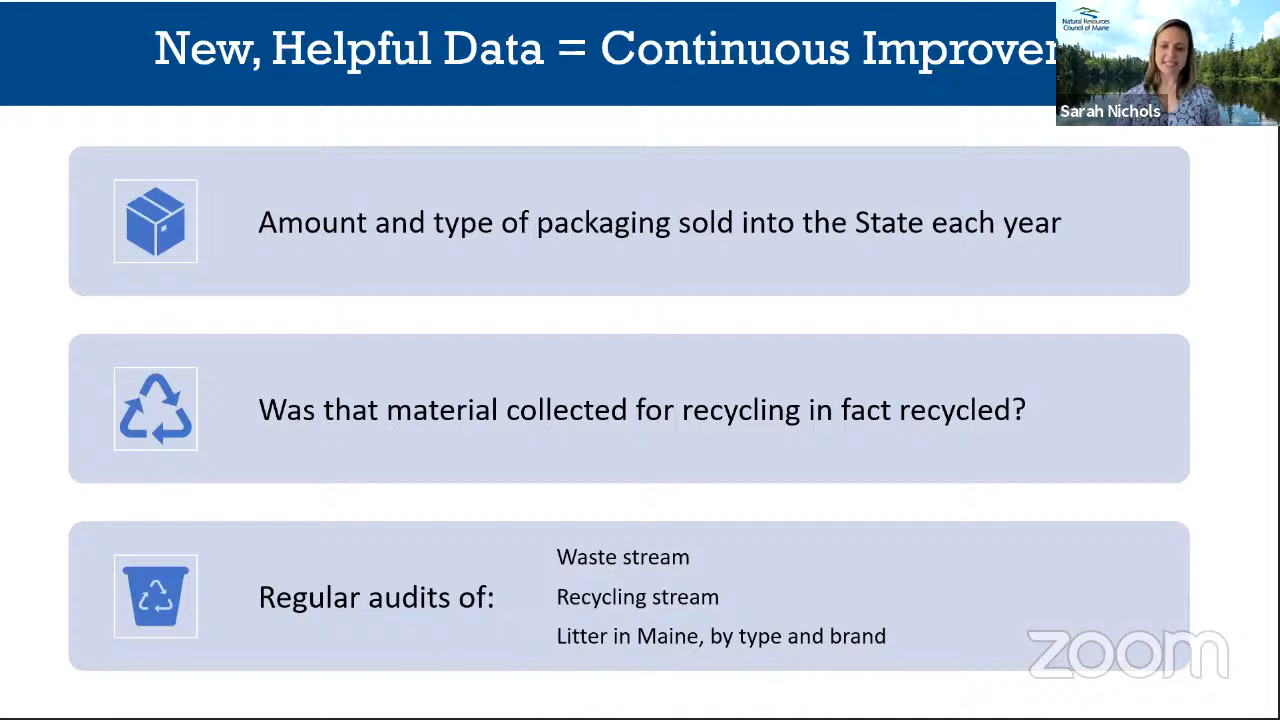 New, Helpful Data = Continuous Improve
Natural Resources
Council of Maine
Sarah Nichols
Amount and type of packaging sold into the State each year
Was that material collected for recycling in fact recycled?
Regular audits of:
Waste stream
Recycling stream
Litter in Maine, by type and brand
zoom